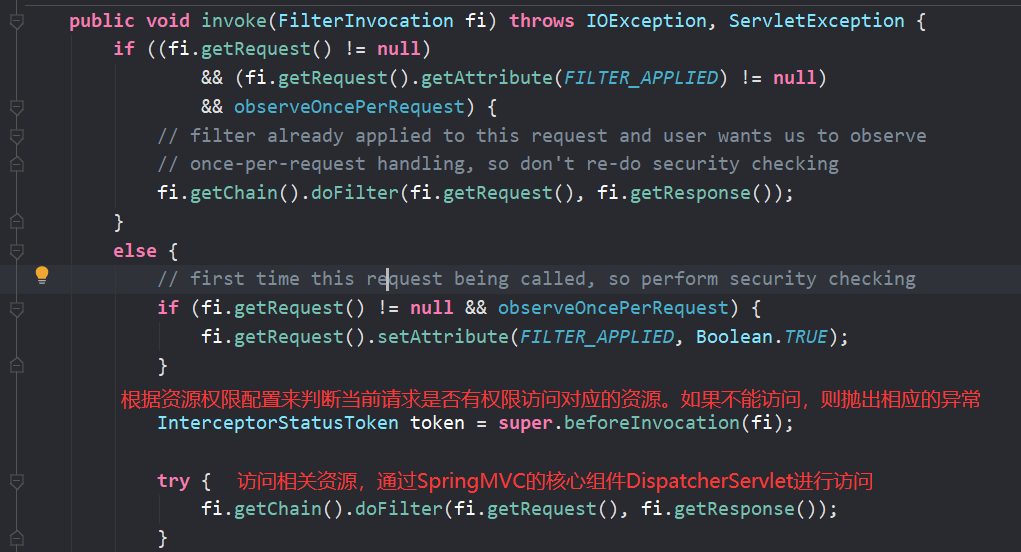 public void invoke(FilterInvocation fi) throws IOException, ServletException {
if ((fi.getRequest() != null)
&& (fi.getRequest().getAttribute(FILTER_APPLIED) != null)
&& observeOncePerRequest) {
// filter already applied to this request and user wants us to observe
// once-per-request handling, so don't re-do security checking
fi.getChain().doFilter(fi.getRequest(), fi.getResponse());
}
else {
// first time this request being called, so perform security checking
if (fi.getRequest() != null && observeOncePerRequest) {
fi.getRequest().setAttribute(FILTER_APPLIED, Boolean.TRUE);
}
根据资源权限配置来判断当前请求是否有权限访问对应的资源。如果不能访问，则抛出相应的异常
InterceptorStatusToken token = super.beforeInvocation(fi);
try { 访问相关资源，通过SpringMVC的核心组件DispatcherServlet进行访问
fi.getChain().doFilter(fi.getRequest(), fi.getResponse());
}